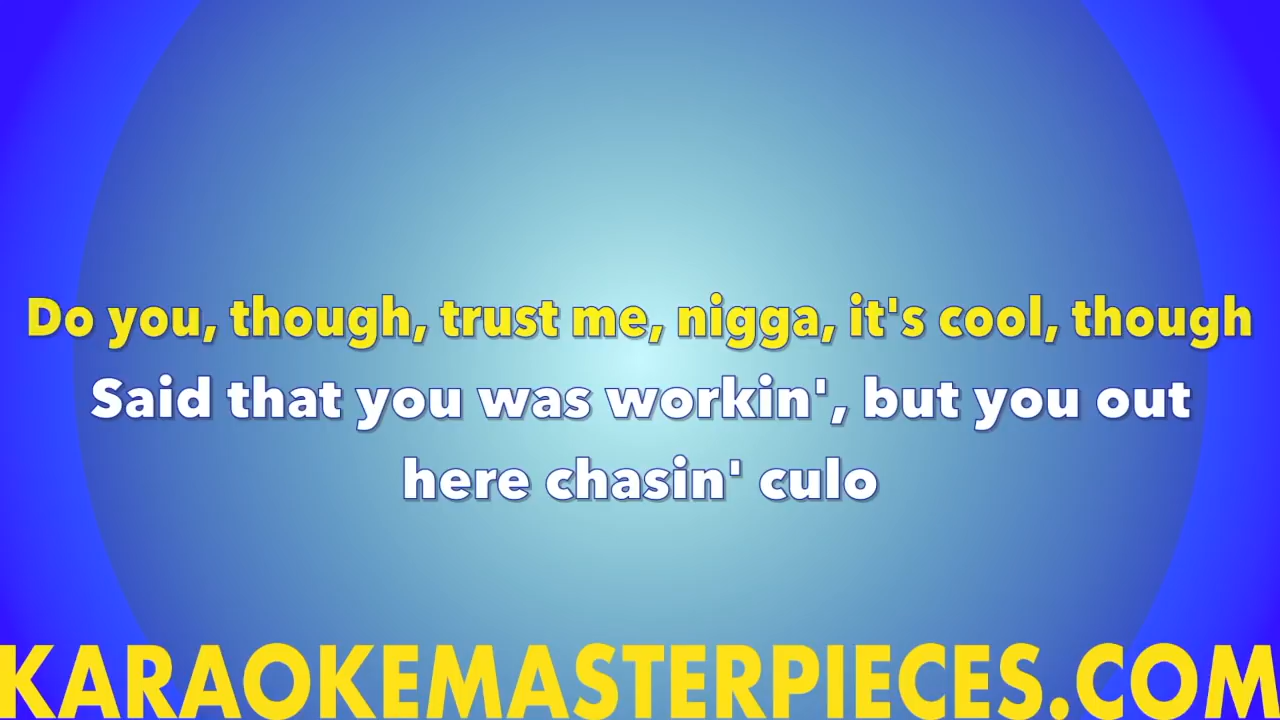 Do you, though, trust me, nigga, it's cool, though
Said that you was workin', but you out
here chasin' culo
KARAOKEMASTERPIECES.COM